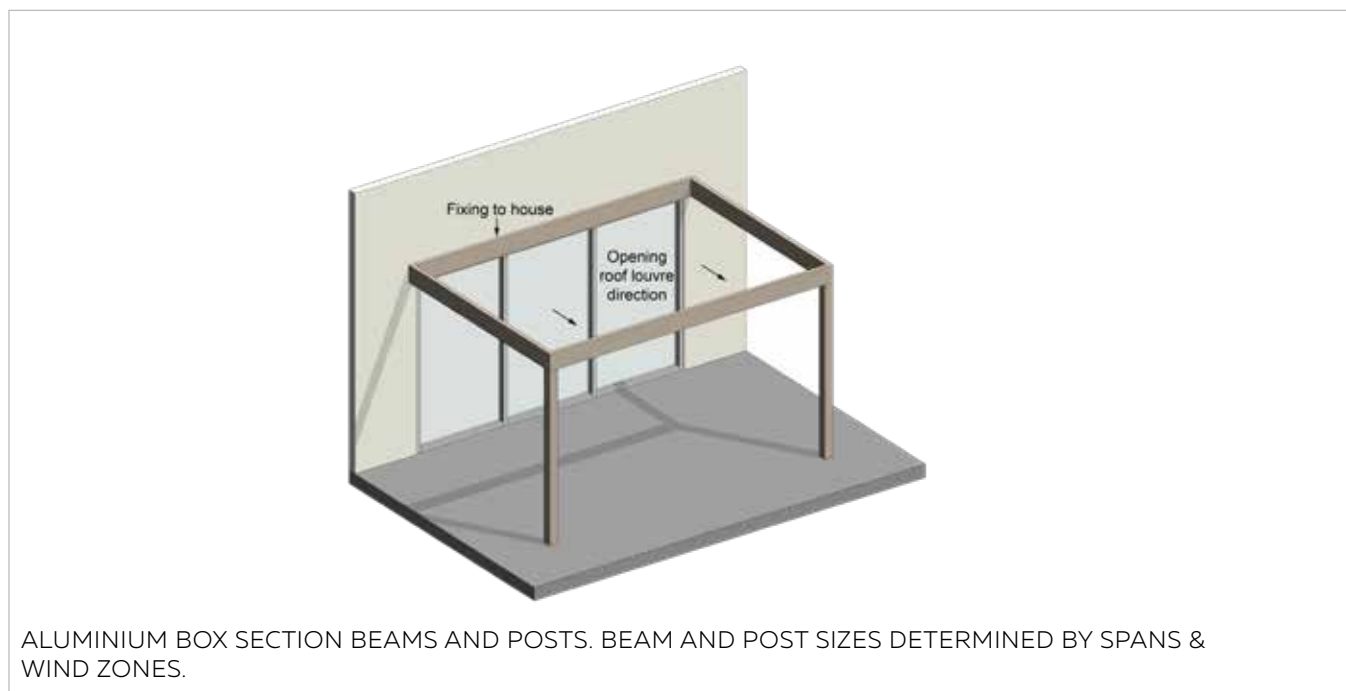 Fixing to house
Opening
roof louvre
direction
ALUMINIUM BOX SECTION BEAMS AND POSTS. BEAM AND POST SIZES DETERMINED BY SPANS &
WIND ZONES.